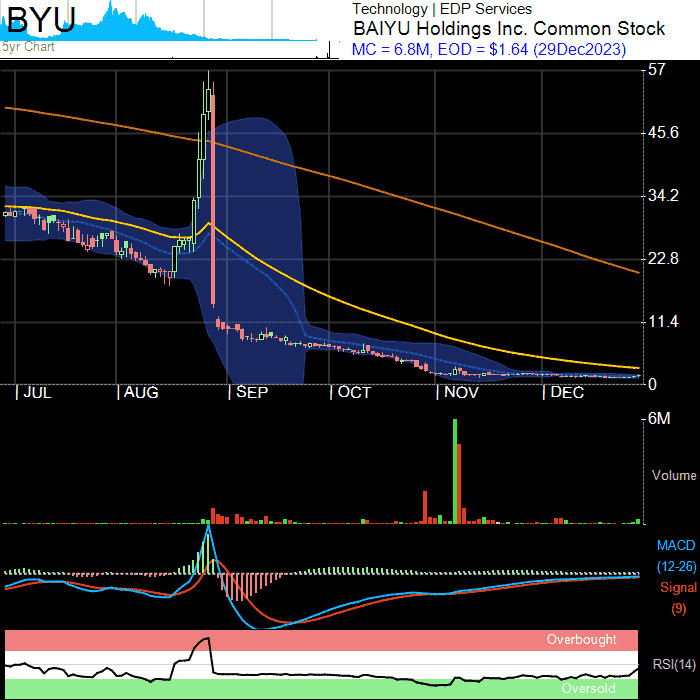 BYU
5yr Chart
Technology | EDP Services
BAIYU Holdings Inc. Common Stock
MC = 6.8M, EOD = $1.64 (29Dec2023)
57
45.6
34.2
22.8
11.4
0
JUL AUG SEP OCT NOV DEC
6M
Volume
MACD
(12-26)
Signal
(9)
Overbought
RSI(14)
Oversold